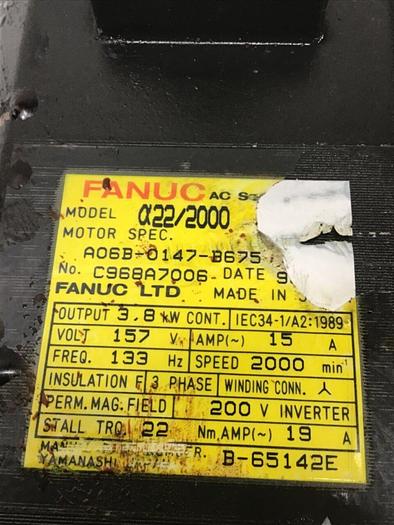 FANUC AC
MODEL α22/2000
MOTOR SPEC.
A06B-0147-B675
No. C968A7006 DATE
FANUC LTD MADE IN
OUTPUT 3.8 kW CONT. IEC34-1/A2:1989
VOLT 157 V AMP(~) 15 A
FREQ. 133 Hz SPEED 2000 min⁻¹
INSULATION F 3 PHASE WINDING CONN. 人
PERM. MAG. FIELD 200 V INVERTER
STALL TRQ 22 Nm, AMP(~) 19 A
B-65142E
YAMANASHI